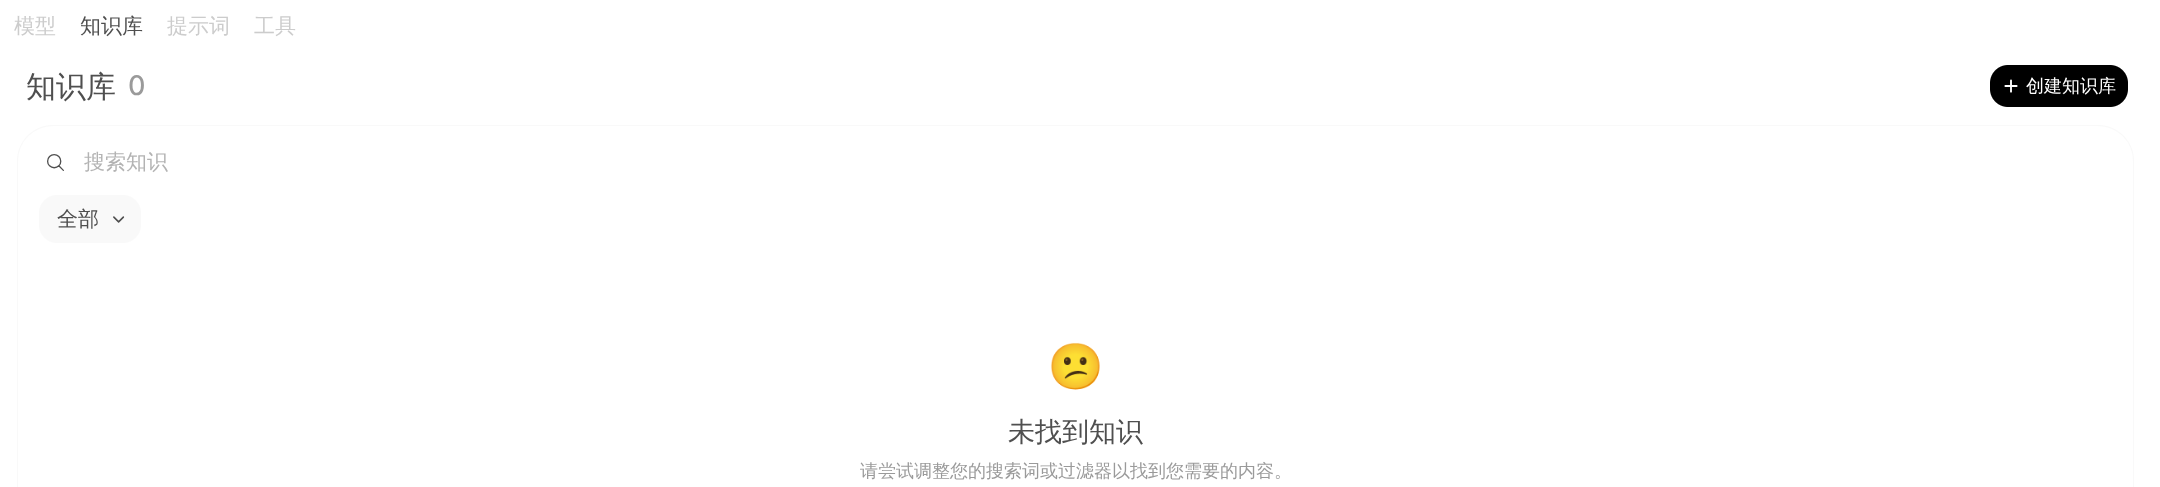 模型 知识库 提示词 工具
知识库 0
+ 创建知识库
搜索知识
全部
未找到知识
请尝试调整您的搜索词或过滤器以找到您需要的内容。